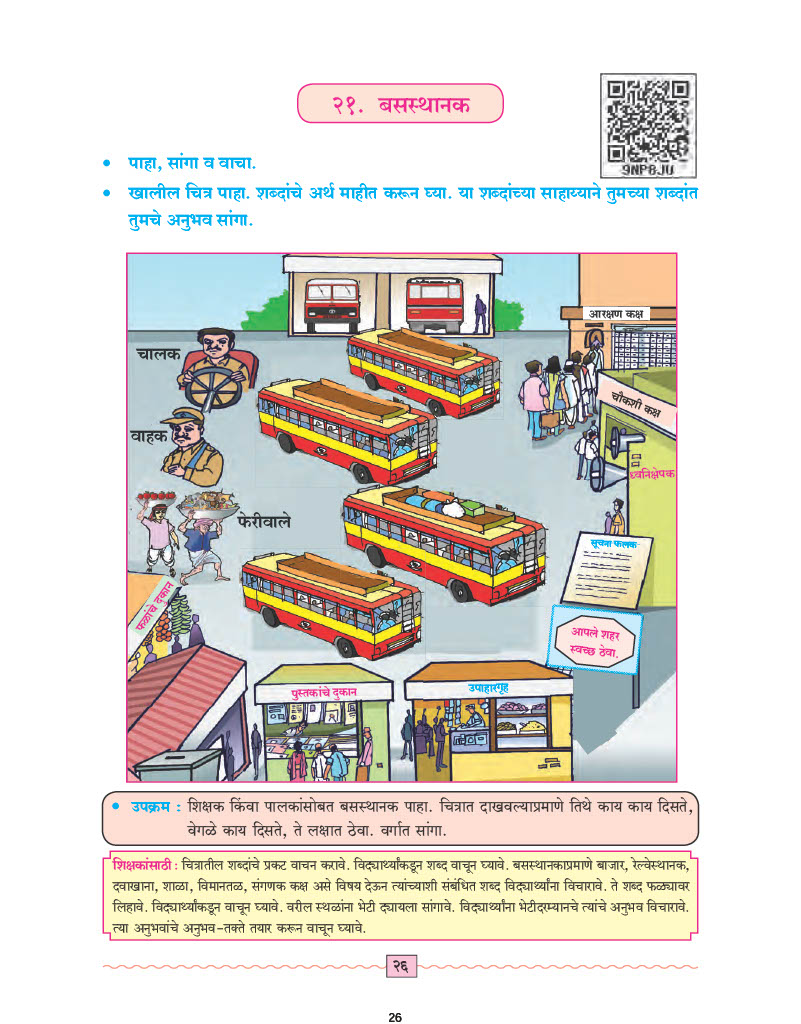 २१. बसस्थानक
9NP8JU
• पाहा, सांगा व वाचा.
• खालील चित्र पाहा. शब्दांचे अर्थ माहीत करून घ्या. या शब्दांच्या साहाय्याने तुमच्या शब्दांत
तुमचे अनुभव सांगा.
आरक्षण कक्ष
चालक
चौकशी कक्ष
वाहक
ध्वनिक्षेपक
फेरीवाले
सूचना फलक
फळांचे दुकान
आपले शहर
स्वच्छ ठेवा.
पुस्तकांचे दुकान
उपाहारगृह
• उपक्रम : शिक्षक किंवा पालकांसोबत बसस्थानक पाहा. चित्रात दाखवल्याप्रमाणे तिथे काय काय दिसते,
वेगळे काय दिसते, ते लक्षात ठेवा. वर्गात सांगा.
शिक्षकांसाठी : चित्रातील शब्दांचे प्रकट वाचन करावे. विद्यार्थ्यांकडून शब्द वाचून घ्यावे. बसस्थानकाप्रमाणे बाजार, रेल्वेस्थानक,
दवाखाना, शाळा, विमानतळ, संगणक कक्ष असे विषय देऊन त्यांच्याशी संबंधित शब्द विद्यार्थ्यांना विचारावे. ते शब्द फळ्यावर
लिहावे. विद्यार्थ्यांकडून वाचून घ्यावे. वरील स्थळांना भेटी द्यायला सांगावे. विद्यार्थ्यांना भेटीदरम्यानचे त्यांचे अनुभव विचारावे.
त्या अनुभवांचे अनुभव-तक्ते तयार करून वाचून घ्यावे.
२६
26